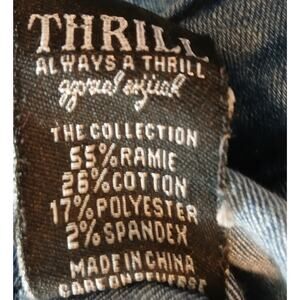 THRILL
ALWAYS A THRILL
THE COLLECTION
55% RAMIE
26% COTTON
17% POLYESTER
2% SPANDEX
MADE IN CHINA
CARE ON REVERSE